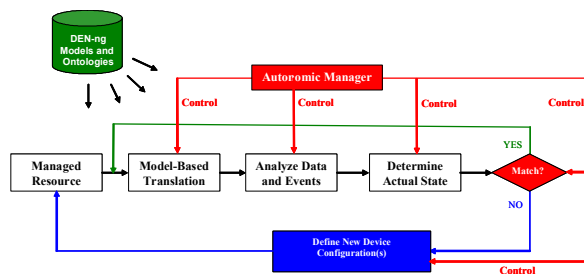 DEN-ng
Models and
Ontologies
Autoromic Manager
Control
Control
Control
Control
YES
Managed
Resource
Model-Based
Translation
Analyze Data
and Events
Determine
Actual State
Match?
NO
Define New Device
Configuration(s)
Control